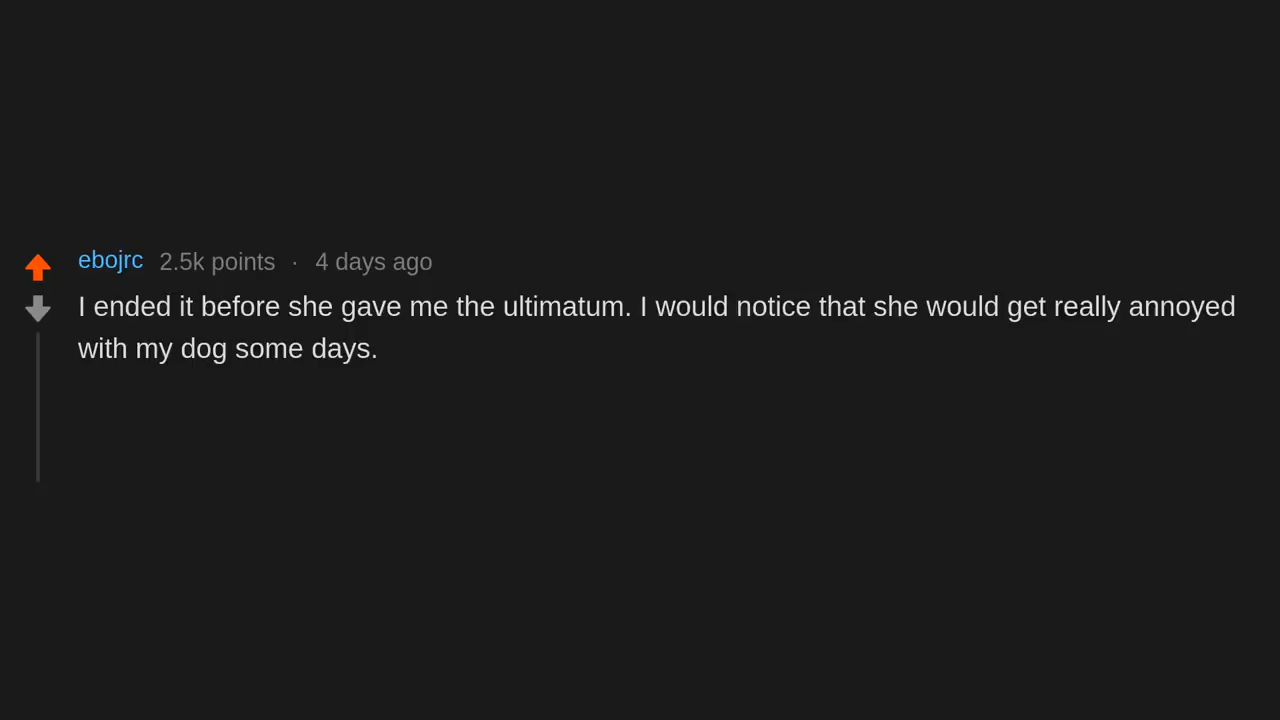 ebojrc 2.5k points · 4 days ago
I ended it before she gave me the ultimatum. I would notice that she would get really annoyed
with my dog some days.